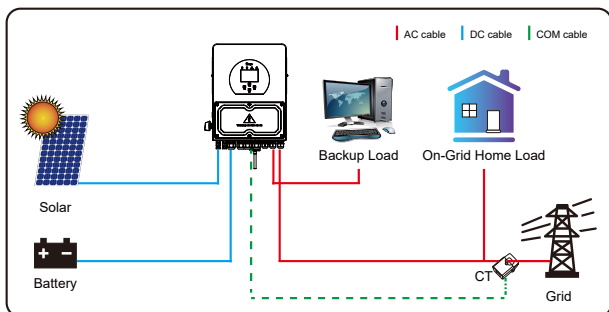 AC cable
DC cable
COM cable
Backup Load
On-Grid Home Load
Solar
CT
Battery
Grid